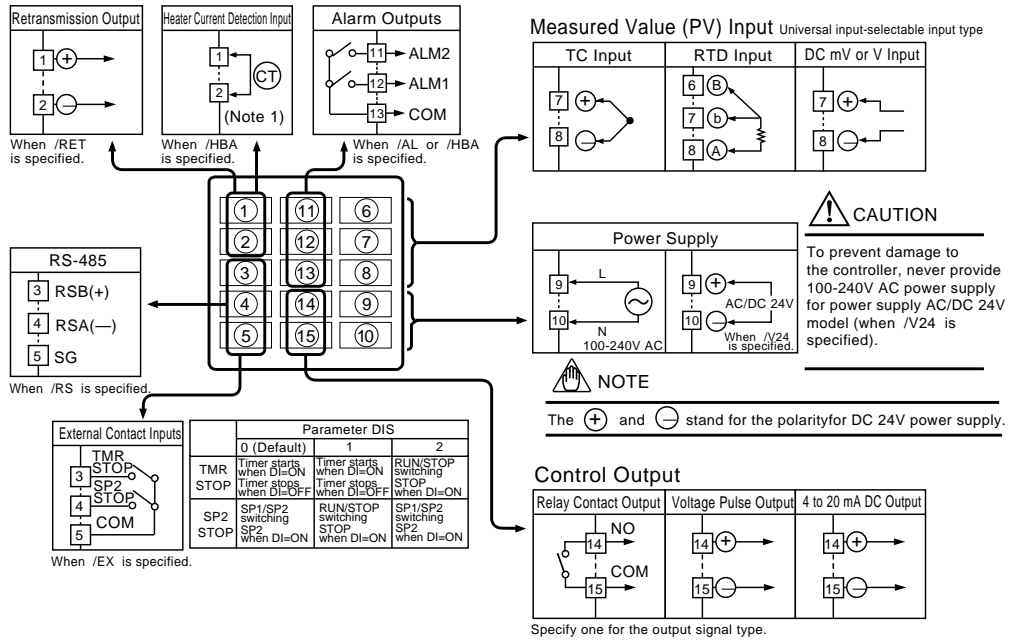 Retransmission Output
1 +
2 −
When /RET
is specified.
Heater Current Detection Input
1
CT
2
(Note 1)
When /HBA
is specified.
Alarm Outputs
11 ALM2
12 ALM1
13 COM
When /AL or /HBA
is specified.
Measured Value (PV) Input Universal input-selectable input type
TC Input
7 +
8 −
RTD Input
6 B
7 b
8 A
DC mV or V Input
7 +
8 −
1 11 6
2 12 7
3 13 8
4 14 9
5 15 10
RS-485
3 RSB(+)
4 RSA(—)
5 SG
When /RS is specified.
Power Supply
9 L
10 N
100-240V AC
9 +
AC/DC 24V
10 −
When /V24
is specified.
! CAUTION
To prevent damage to
the controller, never provide
100-240V AC power supply
for power supply AC/DC 24V
model (when /V24 is
specified).
NOTE
The + and − stand for the polarityfor DC 24V power supply.
External Contact Inputs
TMR
STOP
3
SP2
STOP
4
COM
5
When /EX is specified.
Parameter DIS
0 (Default) 1 2
TMR
STOP
Timer starts
when DI=ON
Timer stops
when DI=OFF
Timer starts
when DI=ON
Timer stops
when DI=OFF
RUN/STOP
switching
STOP
when DI=ON
SP2
STOP
SP1/SP2
switching
SP2
when DI=ON
RUN/STOP
switching
STOP
when DI=ON
SP1/SP2
switching
SP2
when DI=ON
Control Output
Relay Contact Output
NO
14
COM
15
Voltage Pulse Output
14 +
15 −
4 to 20 mA DC Output
14 +
15 −
Specify one for the output signal type.